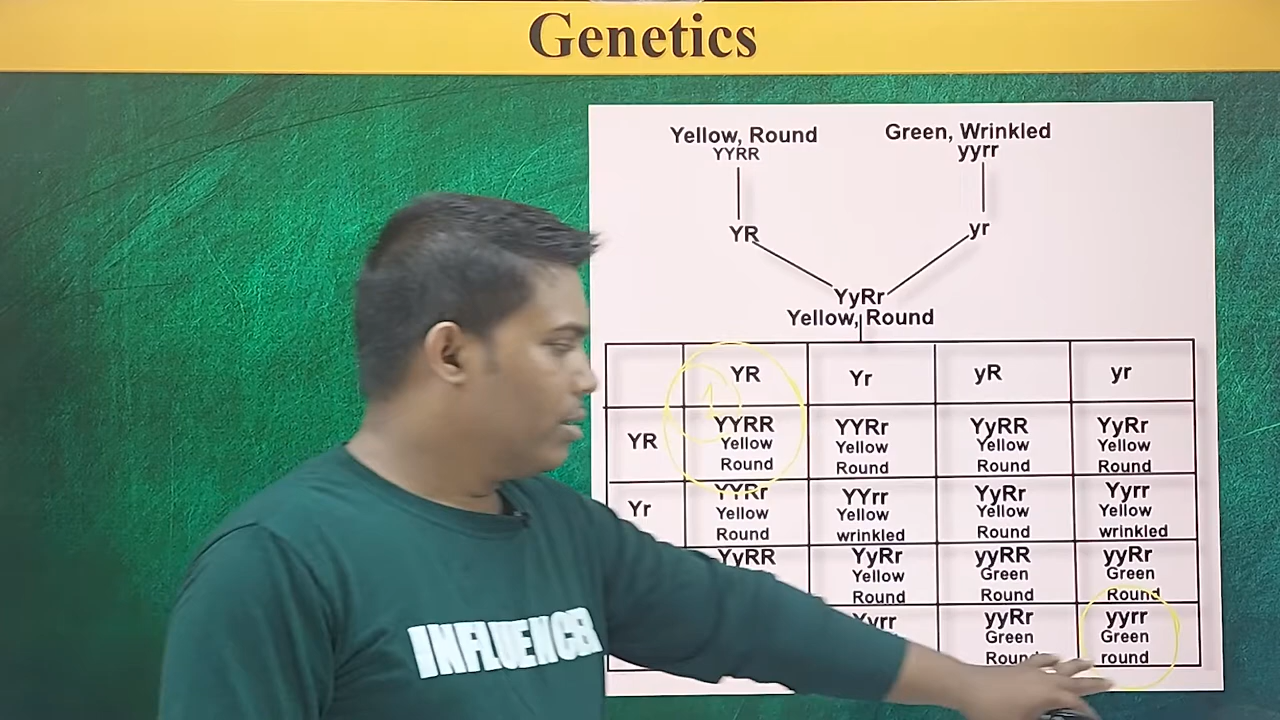 Genetics
Yellow, Round
YYRR
Green, Wrinkled
yyrr
YR
yr
YyRr
Yellow, Round
YR
Yr
yR
yr
YR
YYRR
Yellow
Round
YYRr
Yellow
Round
YyRR
Yellow
Round
YyRr
Yellow
Round
1
Yr
YYRr
Yellow
Round
YYrr
Yellow
wrinkled
YyRr
Yellow
Round
Yyrr
Yellow
wrinkled
YyRR
YyRr
Yellow
Round
yyRR
Green
Round
yyRr
Green
Round
Yyrr
yyRr
Green
Round
yyrr
Green
round
INFLUENCER